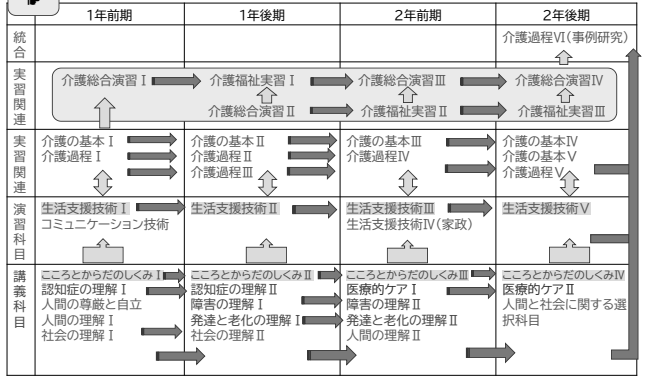 1年前期 1年後期 2年前期 2年後期
統合
介護過程Ⅵ(事例研究)
実習関連
介護総合演習Ⅰ 介護福祉実習Ⅰ 介護総合演習Ⅲ 介護総合演習Ⅳ
介護総合演習Ⅱ 介護福祉実習Ⅱ 介護福祉実習Ⅲ
実習関連
介護の基本Ⅰ 介護の基本Ⅱ 介護の基本Ⅲ 介護の基本Ⅳ
介護過程Ⅰ 介護過程Ⅱ 介護過程Ⅳ 介護の基本Ⅴ
介護過程Ⅲ 介護過程Ⅴ
演習科目
生活支援技術Ⅰ 生活支援技術Ⅱ 生活支援技術Ⅲ 生活支援技術Ⅴ
コミュニケーション技術 生活支援技術Ⅳ(家政)
講義科目
こころとからだのしくみⅠ こころとからだのしくみⅡ こころとからだのしくみⅢ こころとからだのしくみⅣ
認知症の理解Ⅰ 認知症の理解Ⅱ 医療的ケアⅠ 医療的ケアⅡ
人間の尊厳と自立 障害の理解Ⅰ 障害の理解Ⅱ 人間と社会に関する選
人間の理解Ⅰ 発達と老化の理解Ⅰ 発達と老化の理解Ⅱ 択科目
社会の理解Ⅰ 社会の理解Ⅱ 人間の理解Ⅱ